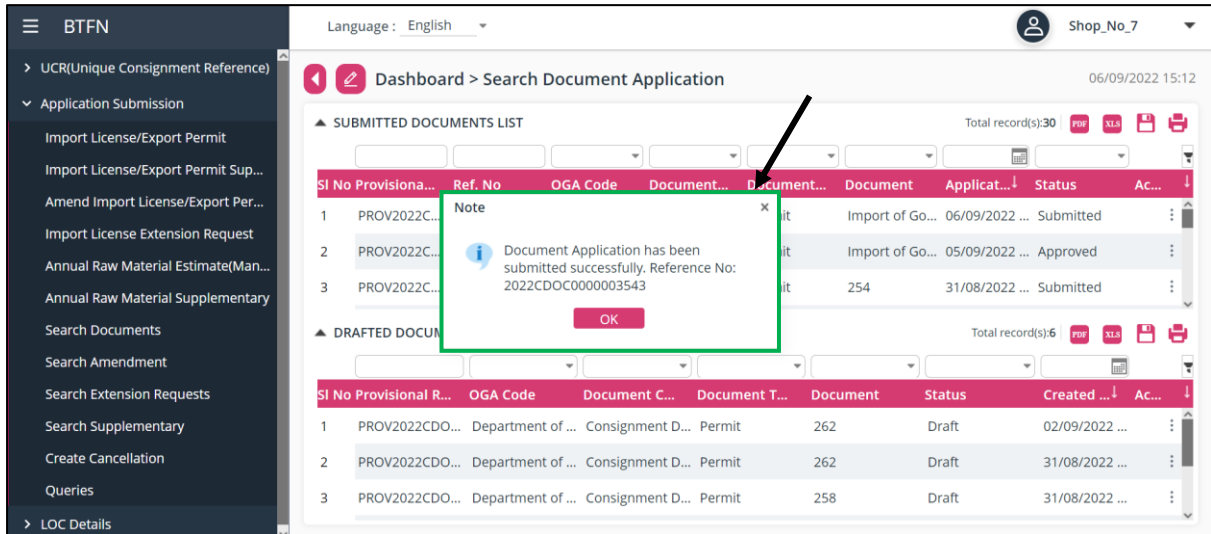 BTFN
Language : English
Shop_No_7
UCR(Unique Consignment Reference)
Application Submission
Import License/Export Permit
Import License/Export Permit Sup...
Amend Import License/Export Per...
Import License Extension Request
Annual Raw Material Estimate(Man...
Annual Raw Material Supplementary
Search Documents
Search Amendment
Search Extension Requests
Search Supplementary
Create Cancellation
Queries
LOC Details
Dashboard > Search Document Application
06/09/2022 15:12
SUBMITTED DOCUMENTS LIST
Total record(s):30 PDF XLS
Sl No Provisiona... Ref. No OGA Code Document... Document... Document Applicat... Status Ac...
1 PROV2022C... Import of Go... 06/09/2022 ... Submitted
2 PROV2022C... Import of Go... 05/09/2022 ... Approved
3 PROV2022C... 254 31/08/2022 ... Submitted
Note
Document Application has been
submitted successfully. Reference No:
2022CDOC0000003543
OK
DRAFTED DOCUM
Total record(s):6 PDF XLS
Sl No Provisional R... OGA Code Document C... Document T... Document Status Created ... Ac...
1 PROV2022CDO... Department of ... Consignment D... Permit 262 Draft 02/09/2022 ...
2 PROV2022CDO... Department of ... Consignment D... Permit 262 Draft 31/08/2022 ...
3 PROV2022CDO... Department of ... Consignment D... Permit 258 Draft 31/08/2022 ...